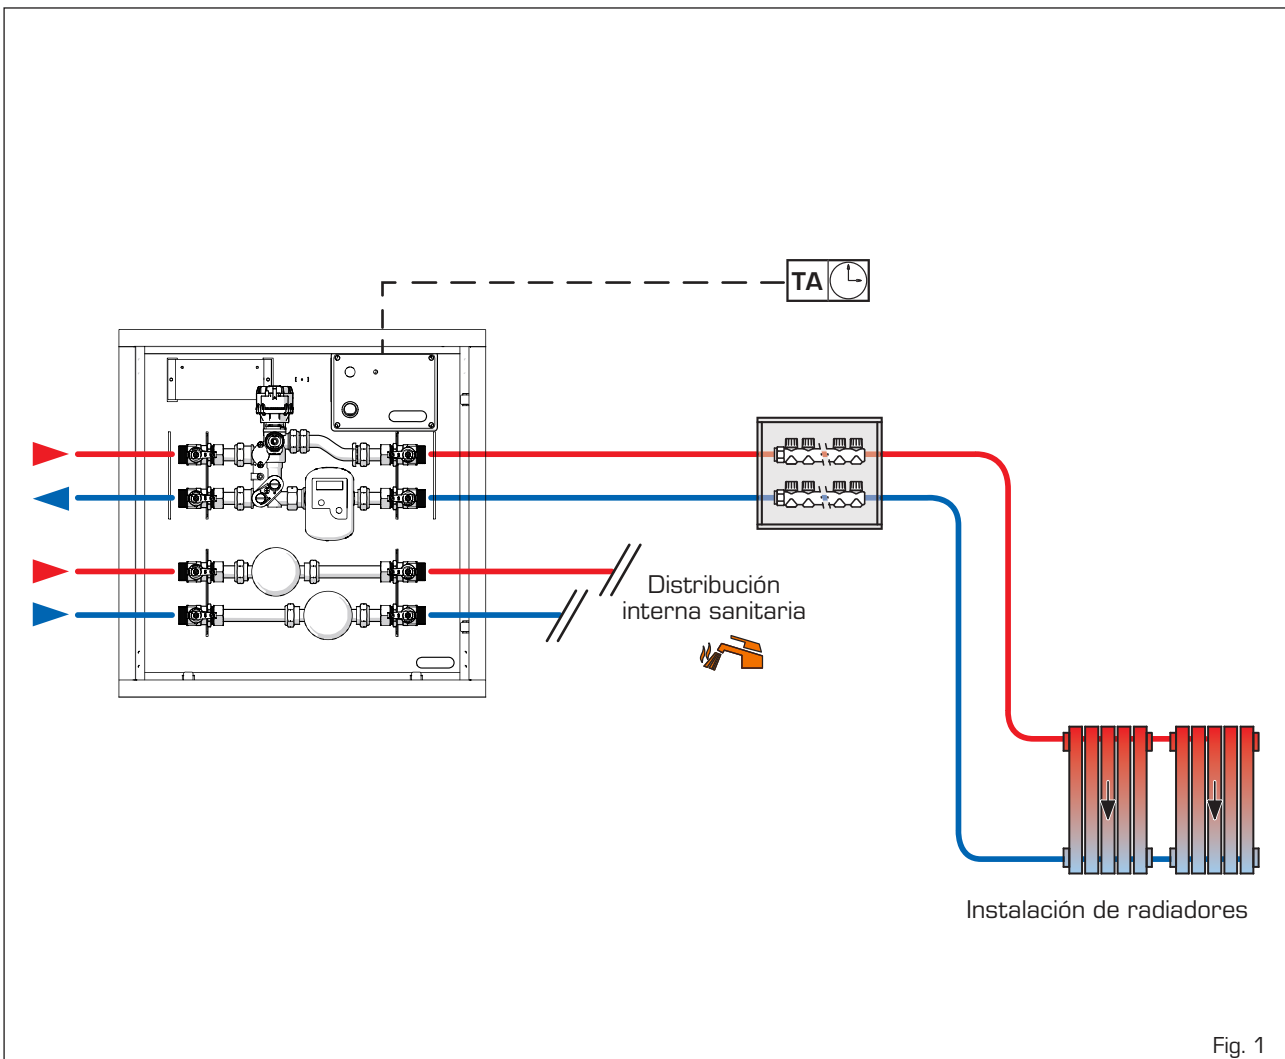 TA
Distribución
interna sanitaria
Instalación de radiadores
Fig. 1